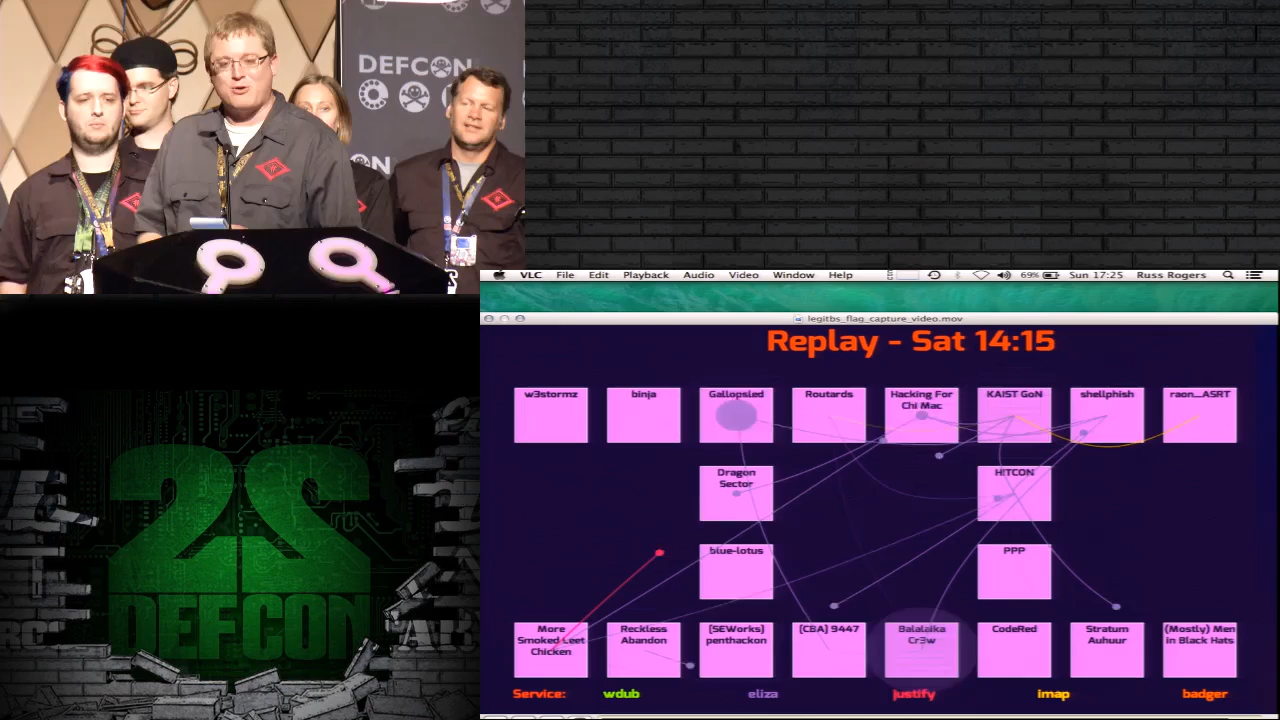 DEFCON
CON
VLC File Edit Playback Audio Video Window Help 69% Sun 17:25 Russ Rogers
legitbs_flag_capture_video.mov
Replay - Sat 14:15
w3stormz binja Gallopsled Routards Hacking For Chi Mac KAIST GoN shellphish raon_ASRT
Dragon Sector H!TCON
blue-lotus PPP
More Smoked Leet Chicken Reckless Abandon [SEWorks] penthackon [CBA] 9447 Balalaika Cr3w CodeRed Stratum Auhuur (Mostly) Men in Black Hats
Service: wdub eliza justify imap badger
22
DEFCON